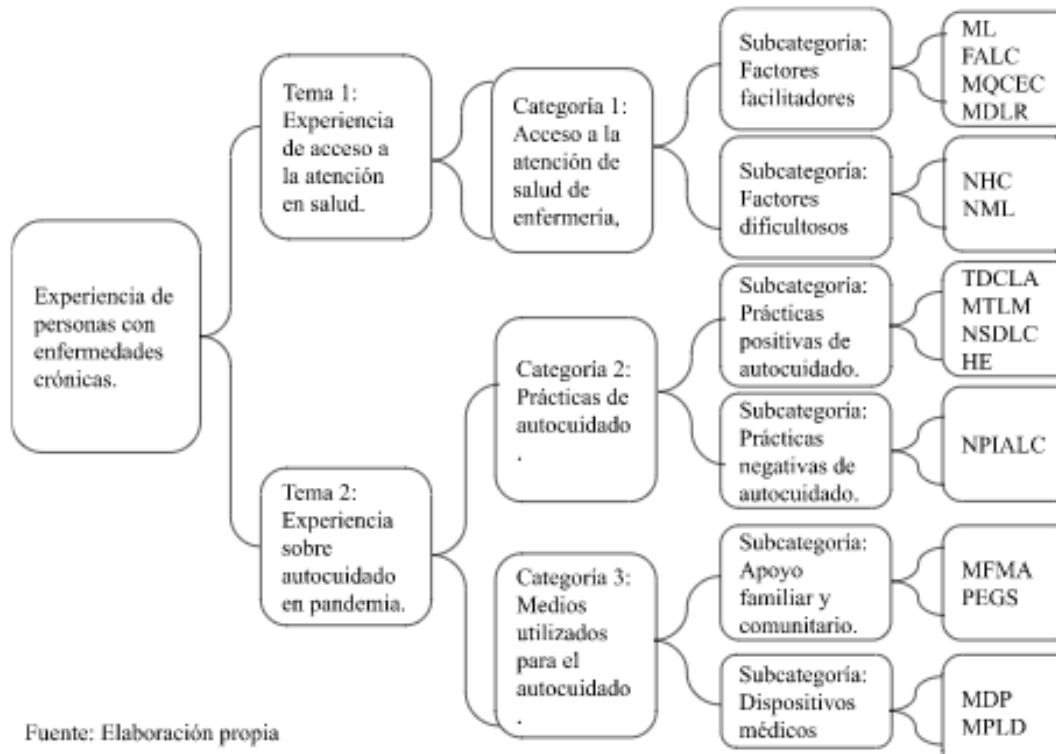 Experiencia de
personas con
enfermedades
crónicas.
Tema 1:
Experiencia
de acceso a
la atención
en salud.
Categoría 1:
Acceso a la
atención de
salud de
enfermería,
Subcategoría:
Factores
facilitadores
ML
FALC
MQCEC
MDLR
Subcategoría:
Factores
dificultosos
NHC
NML
Tema 2:
Experiencia
sobre
autocuidado
en pandemia.
Categoría 2:
Prácticas de
autocuidado
.
Subcategoría:
Prácticas
positivas de
autocuidado.
TDCLA
MTLM
NSDLC
HE
Subcategoría:
Prácticas
negativas de
autocuidado.
NPIALC
Categoría 3:
Medios
utilizados
para el
autocuidado
.
Subcategoría:
Apoyo
familiar y
comunitario.
MFMA
PEGS
Subcategoría:
Dispositivos
médicos
MDP
MPLD
Fuente: Elaboración propia